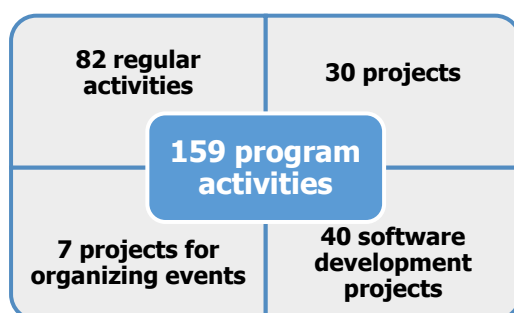 82 regular
activities
30 projects
159 program
activities
7 projects for
organizing events
40 software
development
projects